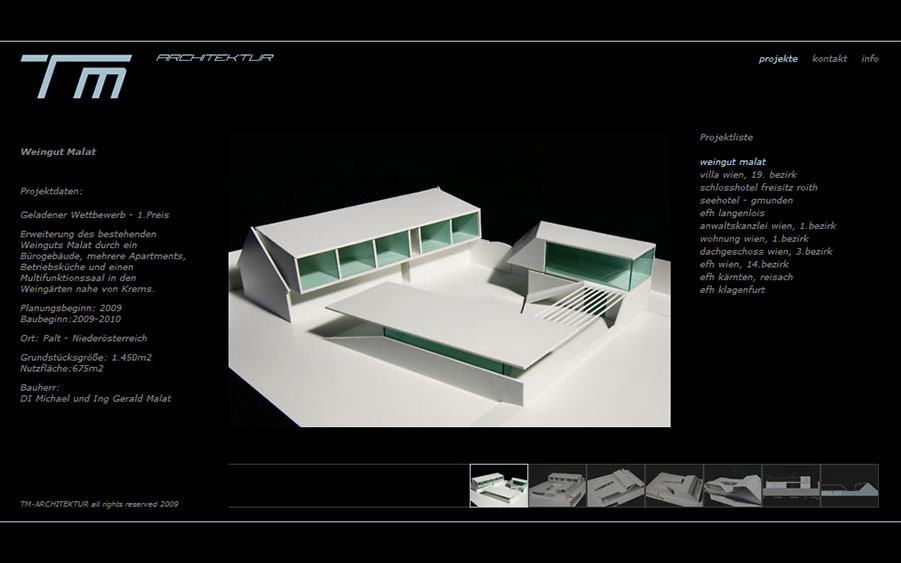 TM
ARCHITEKTUR
projekte kontakt info
Weingut Malat
Projektdaten:
Geladener Wettbewerb - 1.Preis
Erweiterung des bestehenden
Weinguts Malat durch ein
Bürogebäude, mehrere Apartments,
Betriebsküche und einen
Multifunktionssaal in den
Weingärten nahe von Krems.
Planungsbeginn: 2009
Baubeginn:2009-2010
Ort: Palt - Niederösterreich
Grundstücksgröße: 1.450m2
Nutzfläche:675m2
Bauherr:
DI Michael und Ing Gerald Malat
Projektliste
weingut malat
villa wien, 19. bezirk
schlosshotel freisitz roith
seehotel - gmunden
efh langenlois
anwaltskanzlei wien, 1.bezirk
wohnung wien, 1.bezirk
dachgeschoss wien, 3.bezirk
efh wien, 14.bezirk
efh kärnten, reisach
efh klagenfurt
TM-ARCHITEKTUR all rights reserved 2009